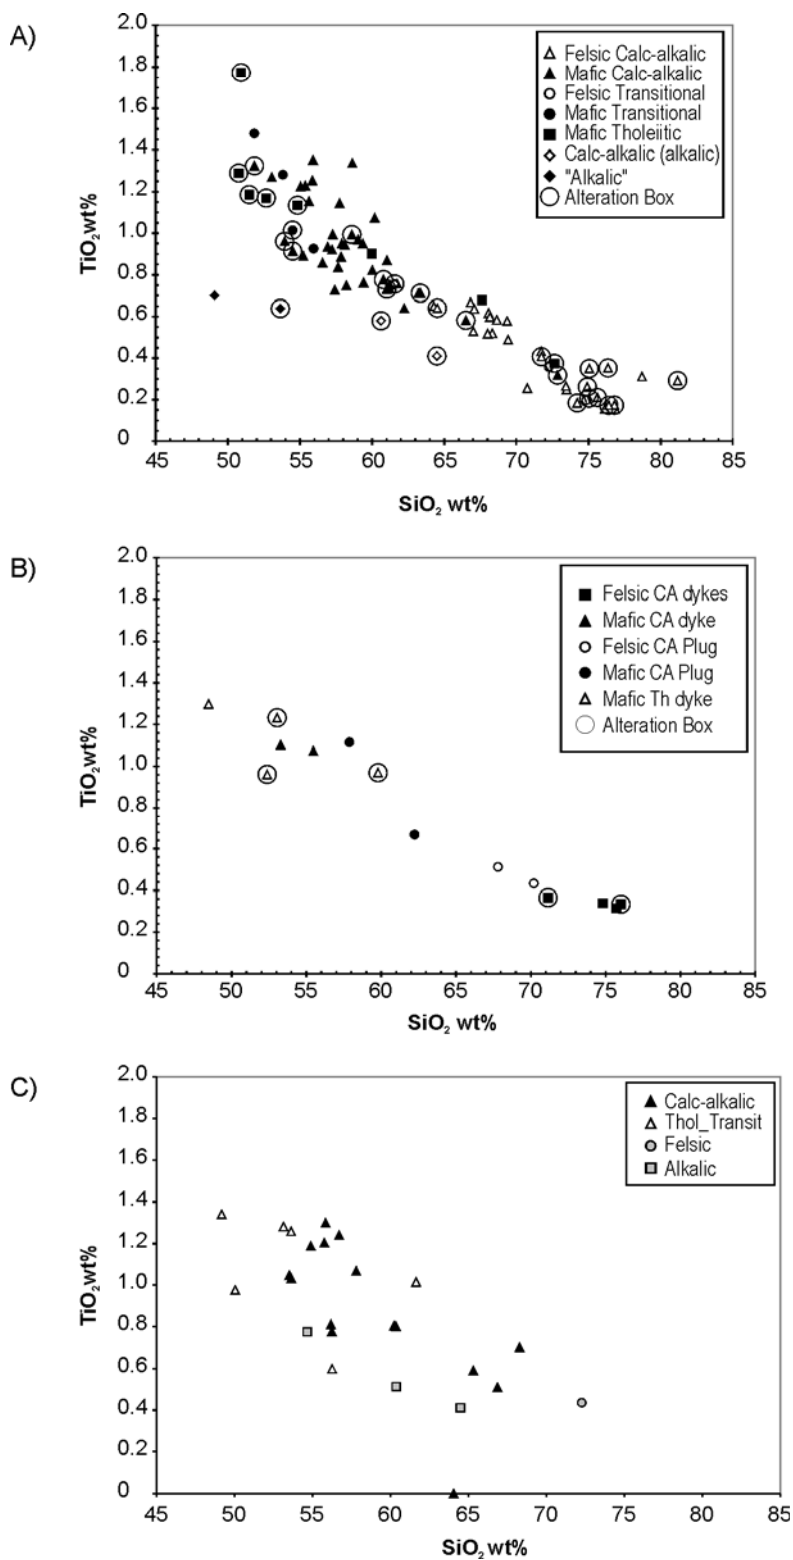 A)
2.0
1.8
1.6
1.4
1.2
1.0
0.8
0.6
0.4
0.2
0
TiO2wt%
45 50 55 60 65 70 75 80 85
SiO2 wt%
Felsic Calc-alkalic
Mafic Calc-alkalic
Felsic Transitional
Mafic Transitional
Mafic Tholeiitic
Calc-alkalic (alkalic)
"Alkalic"
Alteration Box
B)
2.0
1.8
1.6
1.4
1.2
1.0
0.8
0.6
0.4
0.2
0
TiO2wt%
45 50 55 60 65 70 75 80 85
SiO2 wt%
Felsic CA dykes
Mafic CA dyke
Felsic CA Plug
Mafic CA Plug
Mafic Th dyke
Alteration Box
C)
2.0
1.8
1.6
1.4
1.2
1.0
0.8
0.6
0.4
0.2
0
TiO2wt%
45 50 55 60 65 70 75 80 85
SiO2 wt%
Calc-alkalic
Thol_Transit
Felsic
Alkalic